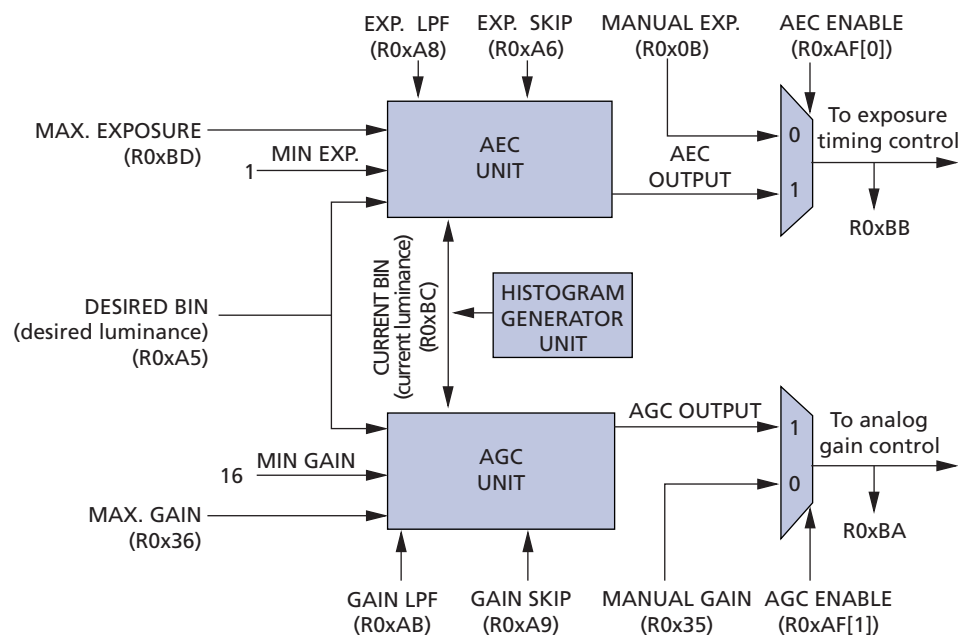 EXP. LPF
(R0xA8)
EXP. SKIP
(R0xA6)
MANUAL EXP.
(R0x0B)
AEC ENABLE
(R0xAF[0])
MAX. EXPOSURE
(R0xBD)
1
MIN EXP.
AEC
UNIT
AEC
OUTPUT
0
1
To exposure
timing control
R0xBB
DESIRED BIN
(desired luminance)
(R0xA5)
CURRENT BIN
(current luminance)
(R0xBC)
HISTOGRAM
GENERATOR
UNIT
16
MIN GAIN
MAX. GAIN
(R0x36)
AGC
UNIT
AGC OUTPUT
1
0
To analog
gain control
R0xBA
GAIN LPF
(R0xAB)
GAIN SKIP
(R0xA9)
MANUAL GAIN
(R0x35)
AGC ENABLE
(R0xAF[1])